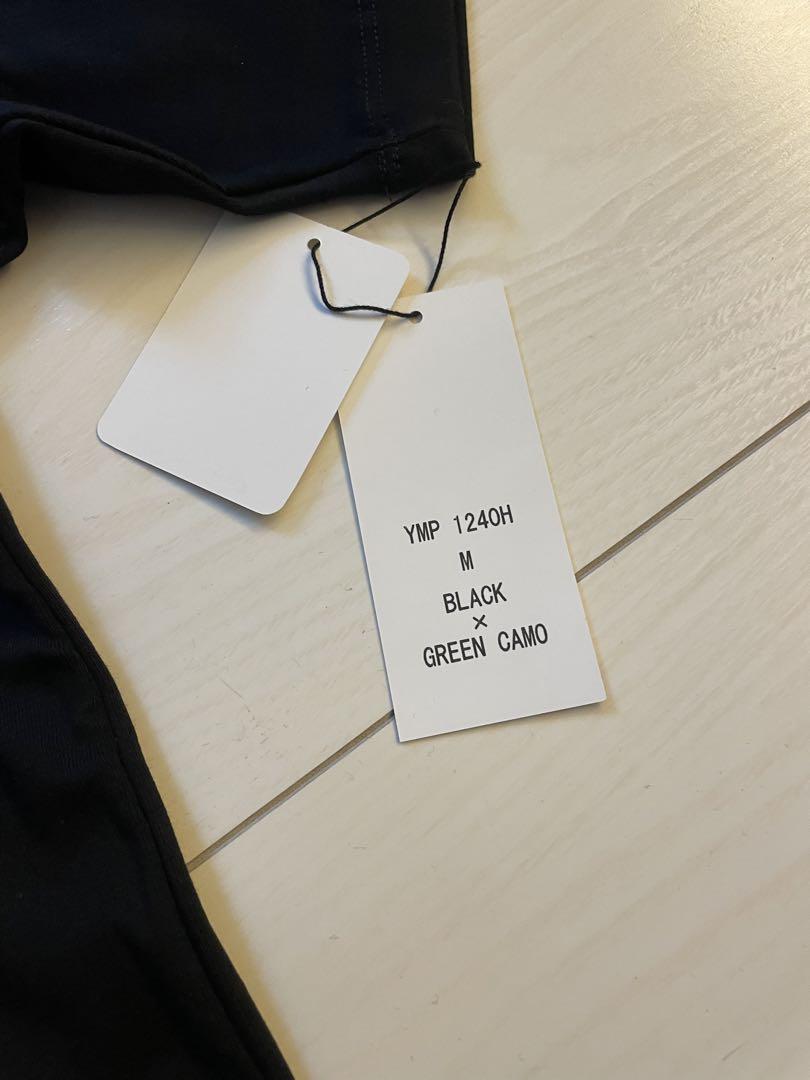 YMP 1240H
M
BLACK
×
GREEN CAMO